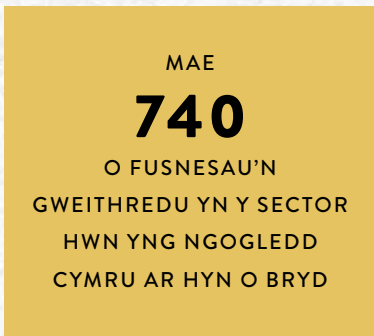 MAE
740
O FUSNESAU'N
GWEITHREDU YN Y SECTOR
HWN YNG NGOGLEDD
CYMRU AR HYN O BRYD